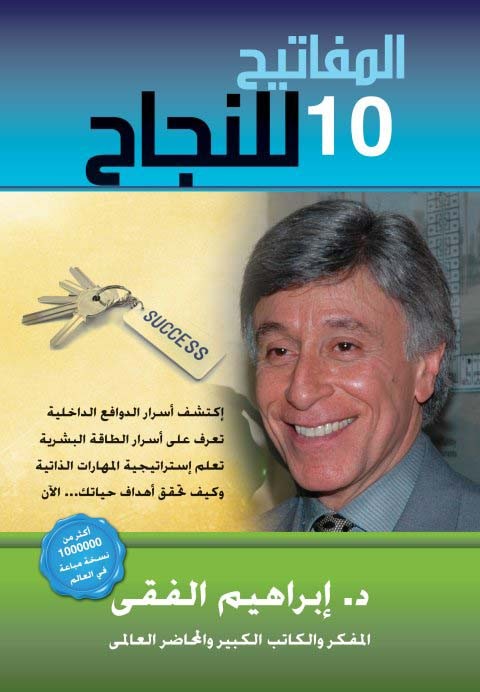 المفاتيح
10 للنجاح
SUCCESS
إكتشف أسرار الدوافع الداخلية
تعرف على أسرار الطاقة البشرية
تعلم إستراتيجية المهارات الذاتية
وكيف تحقق أهداف حياتك... الآن
أكثر من
1000000
نسخة مباعة
في العالم
د. إبراهيم الفقى
المفكر والكاتب الكبير والمحاضر العالمى